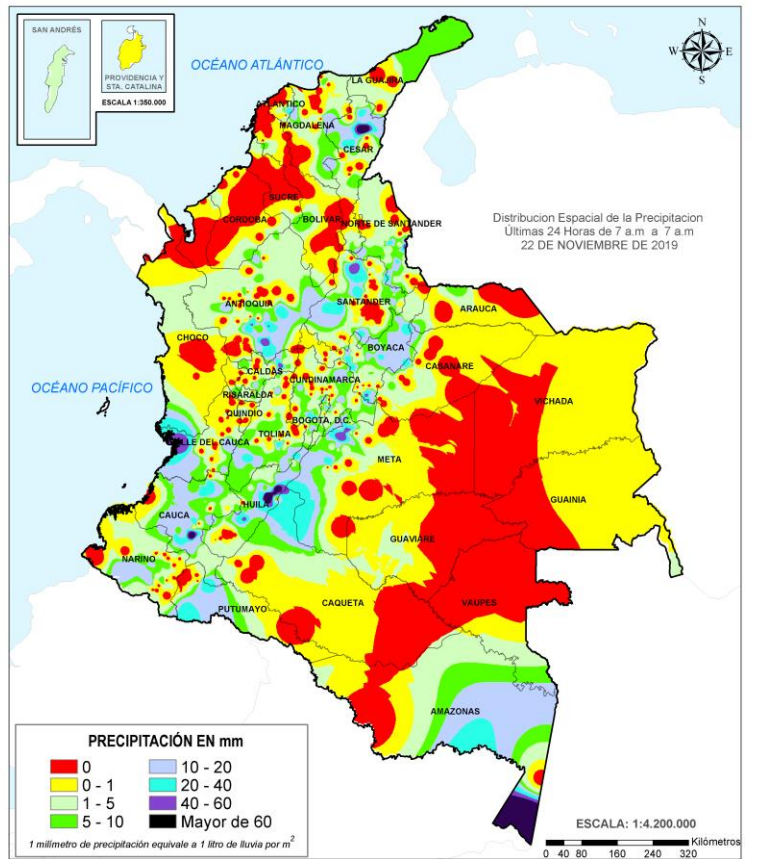 SAN ANDRÉS
PROVIDENCIA Y
STA. CATALINA
ESCALA 1:350.000
OCÉANO ATLÁNTICO
N
W E
S
LA GUAJIRA
ATLANTICO
MAGDALENA
CESAR
SUCRE
CORDOBA
BOLIVAR
NORTE DE SANTANDER
Distribucion Espacial de la Precipitacion
Últimas 24 Horas de 7 a.m a 7 a.m
22 DE NOVIEMBRE DE 2019
ANTIOQUIA
SANTANDER
ARAUCA
CHOCO
BOYACA
CASANARE
CALDAS
CUNDINAMARCA
OCÉANO PACÍFICO
RISARALDA
VICHADA
QUINDIO
BOGOTA, D.C.
TOLIMA
VALLE DEL CAUCA
META
GUAINIA
HUILA
CAUCA
GUAVIARE
NARIÑO
CAQUETA
VAUPES
PUTUMAYO
AMAZONAS
PRECIPITACIÓN EN mm
0 10 - 20
0 - 1 20 - 40
1 - 5 40 - 60
5 - 10 Mayor de 60
1 milímetro de precipitación equivale a 1 litro de lluvia por m2
ESCALA: 1:4.200.000
Kilómetros
0 40 80 160 240 320